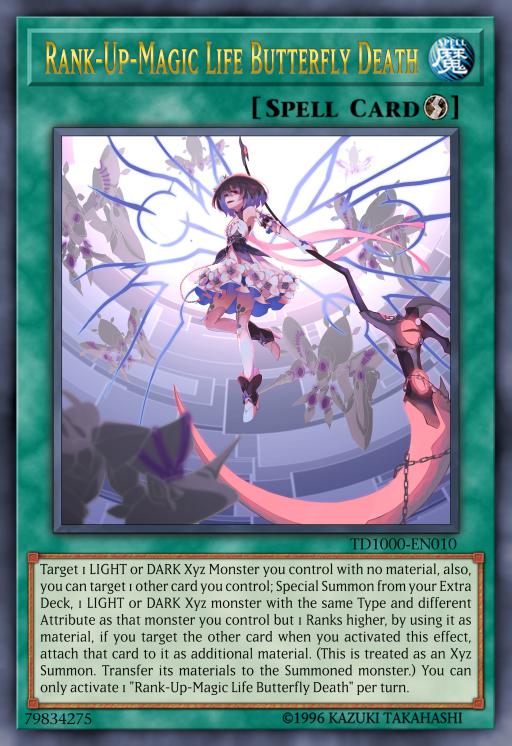 Rank-Up-Magic Life Butterfly Death
SPELL
魔
[Spell Card]
TD1000-EN010
Target 1 LIGHT or DARK Xyz Monster you control with no material, also,
you can target 1 other card you control; Special Summon from your Extra
Deck, 1 LIGHT or DARK Xyz monster with the same Type and different
Attribute as that monster you control but 1 Ranks higher, by using it as
material, if you target the other card when you activated this effect,
attach that card to it as additional material. (This is treated as an Xyz
Summon. Transfer its materials to the Summoned monster.) You can
only activate 1 "Rank-Up-Magic Life Butterfly Death" per turn.
79834275
©1996 KAZUKI TAKAHASHI